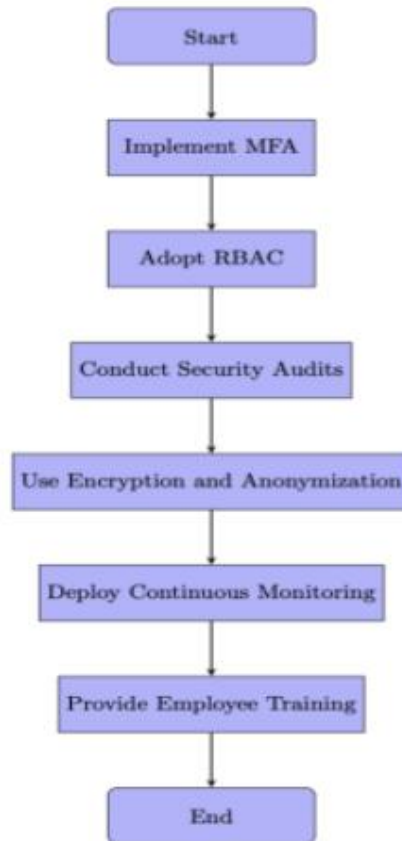 Start
Implement MFA
Adopt RBAC
Conduct Security Audits
Use Encryption and Anonymization
Deploy Continuous Monitoring
Provide Employee Training
End